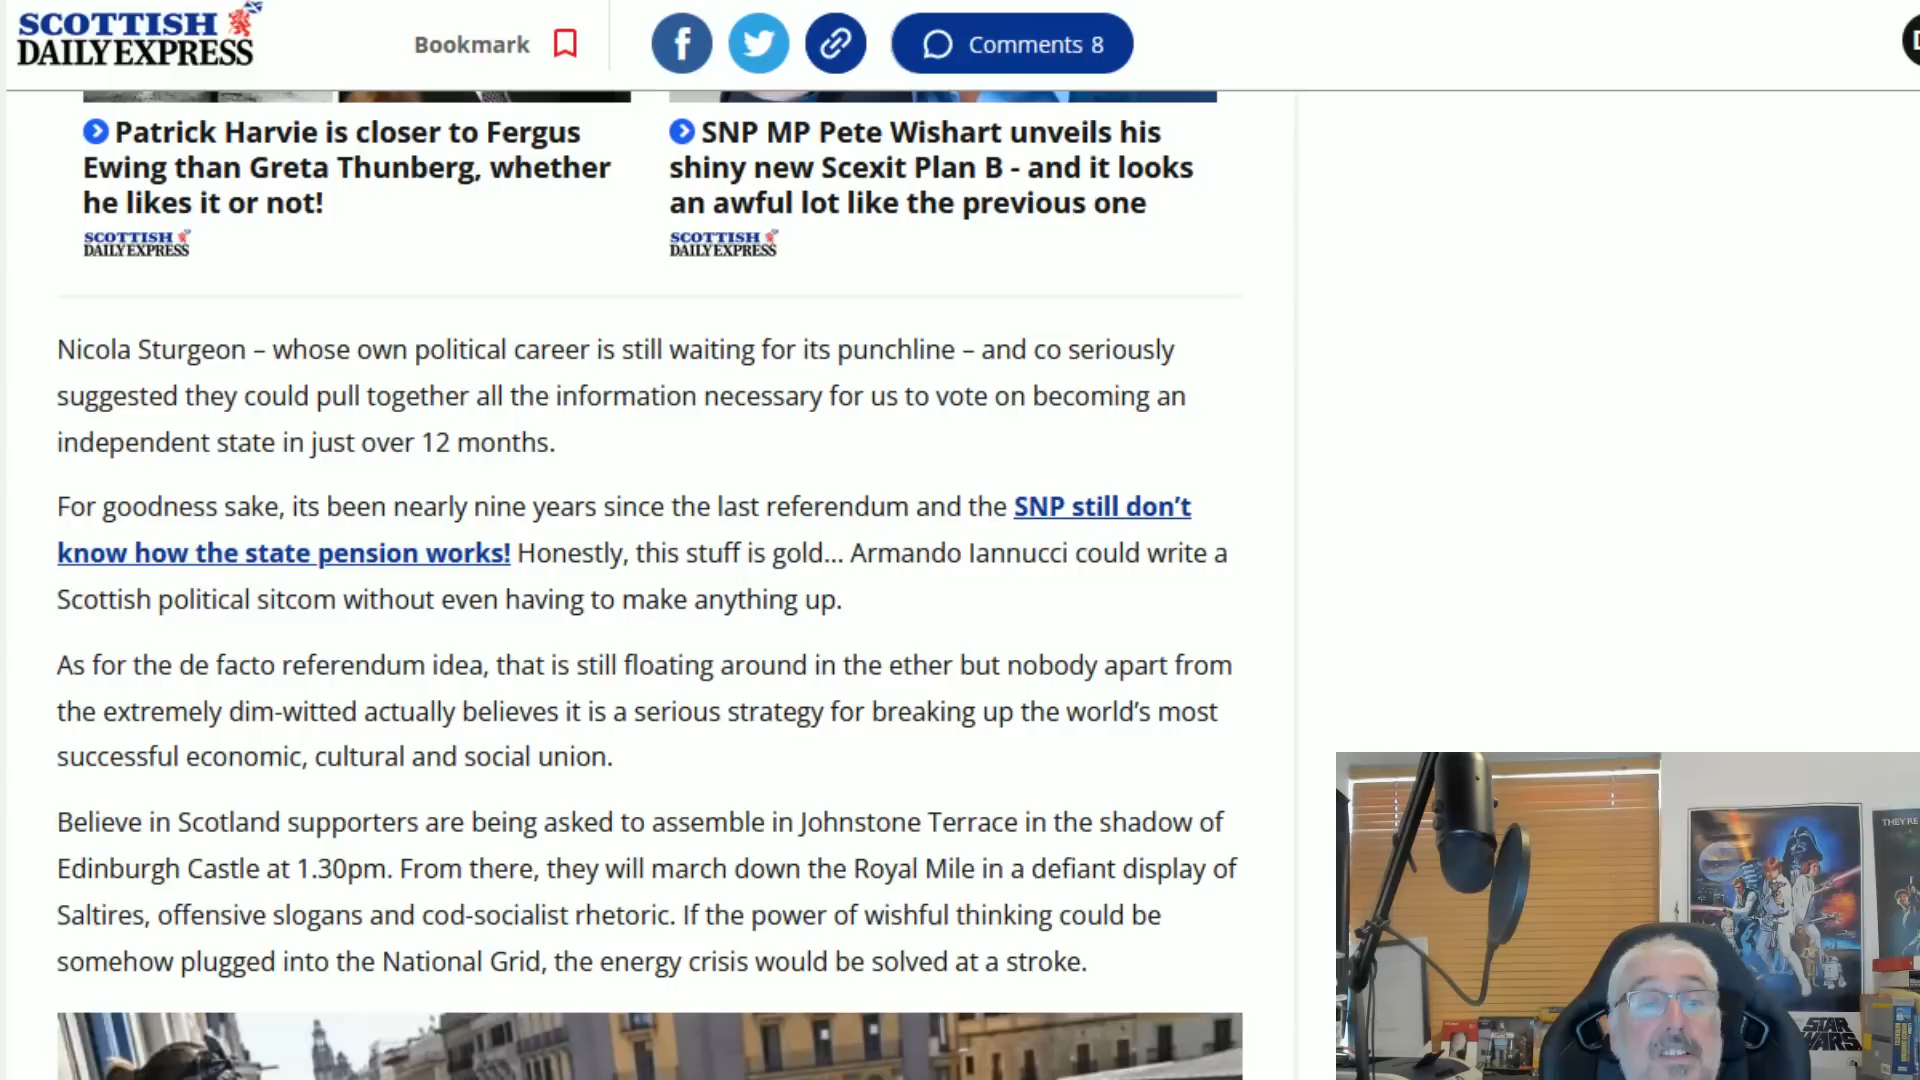 SCOTTISH
DAILY EXPRESS
Bookmark
Comments 8
Patrick Harvie is closer to Fergus
Ewing than Greta Thunberg, whether
he likes it or not!
SCOTTISH
DAILY EXPRESS
SNP MP Pete Wishart unveils his
shiny new Scexit Plan B - and it looks
an awful lot like the previous one
SCOTTISH
DAILY EXPRESS
Nicola Sturgeon – whose own political career is still waiting for its punchline – and co seriously
suggested they could pull together all the information necessary for us to vote on becoming an
independent state in just over 12 months.
For goodness sake, its been nearly nine years since the last referendum and the SNP still don’t
know how the state pension works! Honestly, this stuff is gold... Armando Iannucci could write a
Scottish political sitcom without even having to make anything up.
As for the de facto referendum idea, that is still floating around in the ether but nobody apart from
the extremely dim-witted actually believes it is a serious strategy for breaking up the world’s most
successful economic, cultural and social union.
Believe in Scotland supporters are being asked to assemble in Johnstone Terrace in the shadow of
Edinburgh Castle at 1.30pm. From there, they will march down the Royal Mile in a defiant display of
Saltires, offensive slogans and cod-socialist rhetoric. If the power of wishful thinking could be
somehow plugged into the National Grid, the energy crisis would be solved at a stroke.
THEY'RE
STAR
WARS